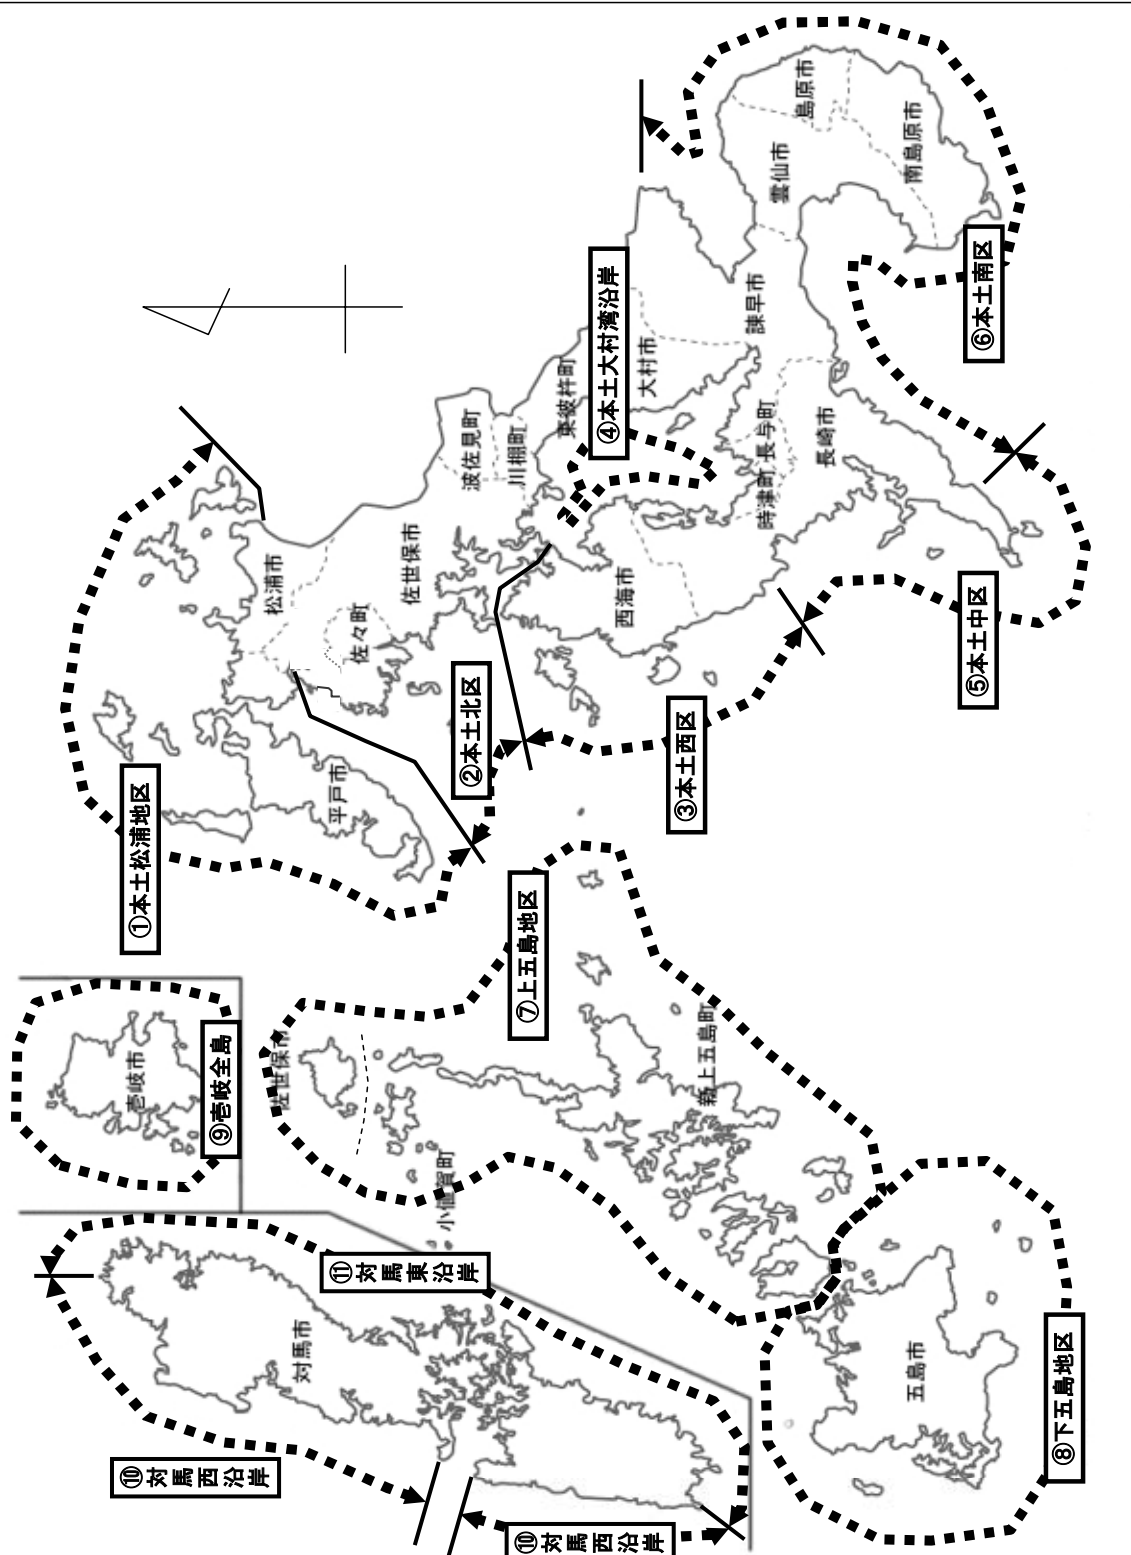 ①本土松浦地区
②本土北区
③本土西区
④本土大村湾沿岸
⑤本土中区
⑥本土南区
⑦上五島地区
⑧下五島地区
⑨壱岐全島
⑩対馬西沿岸
⑩対馬西沿岸
⑪対馬東沿岸
松浦市
佐々町
佐世保市
平戸市
波佐見町
川棚町
東彼杵町
大村市
西海市
時津町
長与町
長崎市
諫早市
雲仙市
島原市
南島原市
壱岐市
佐世保市
小値賀町
新上五島町
五島市
対馬市